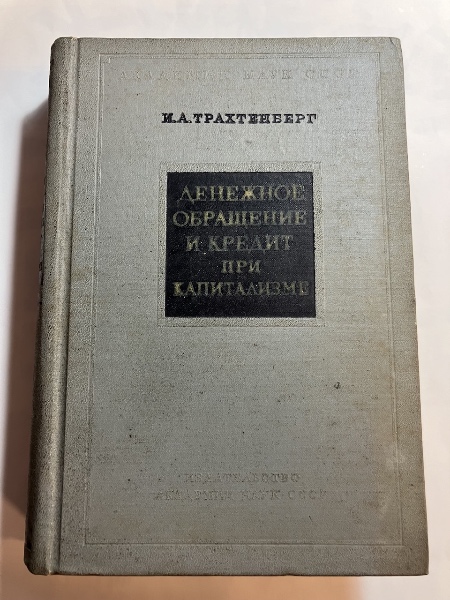 АКАДЕМИЯ НАУК СССР
И.А.ТРАХТЕНБЕРГ
ДЕНЕЖНОЕ
ОБРАЩЕНИЕ
И КРЕДИТ
ПРИ
КАПИТАЛИЗМЕ
ИЗДАТЕЛЬСТВО
АКАДЕМИИ НАУК СССР